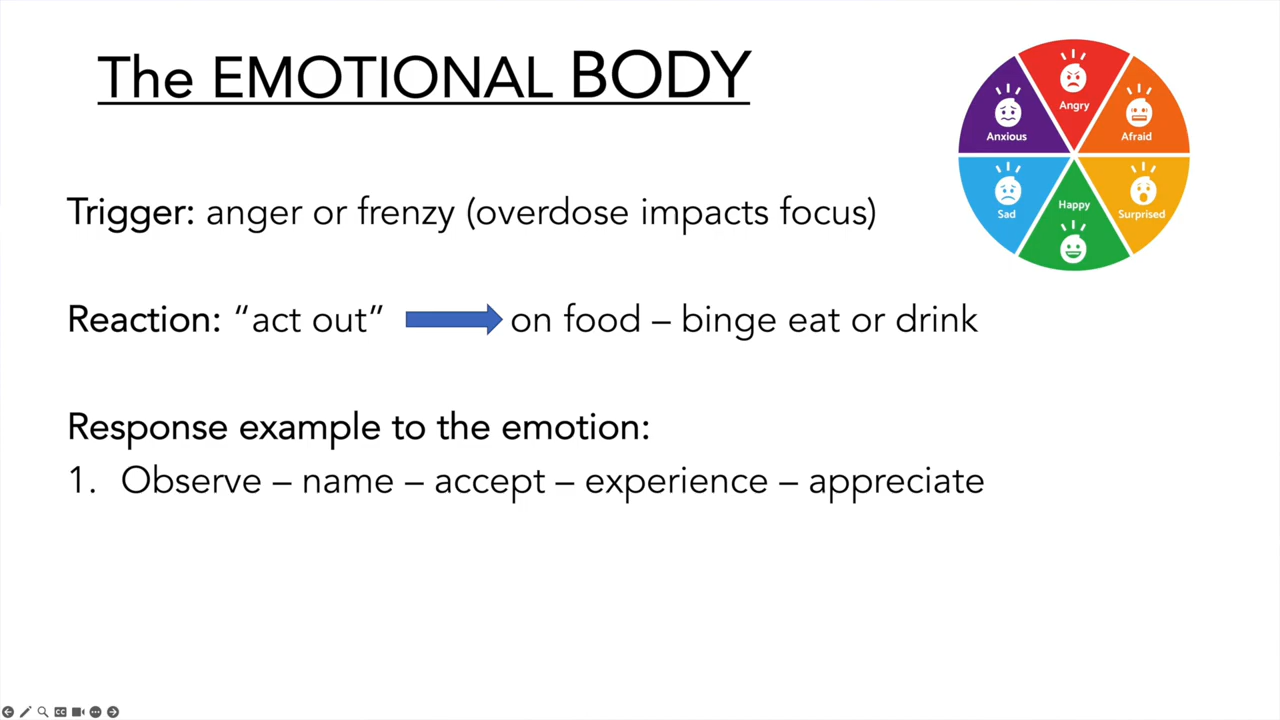 The EMOTIONAL BODY
Angry
Anxious
Afraid
Sad
Happy
Surprised
Trigger: anger or frenzy (overdose impacts focus)
Reaction: “act out” on food – binge eat or drink
Response example to the emotion:
1. Observe – name – accept – experience – appreciate
CC